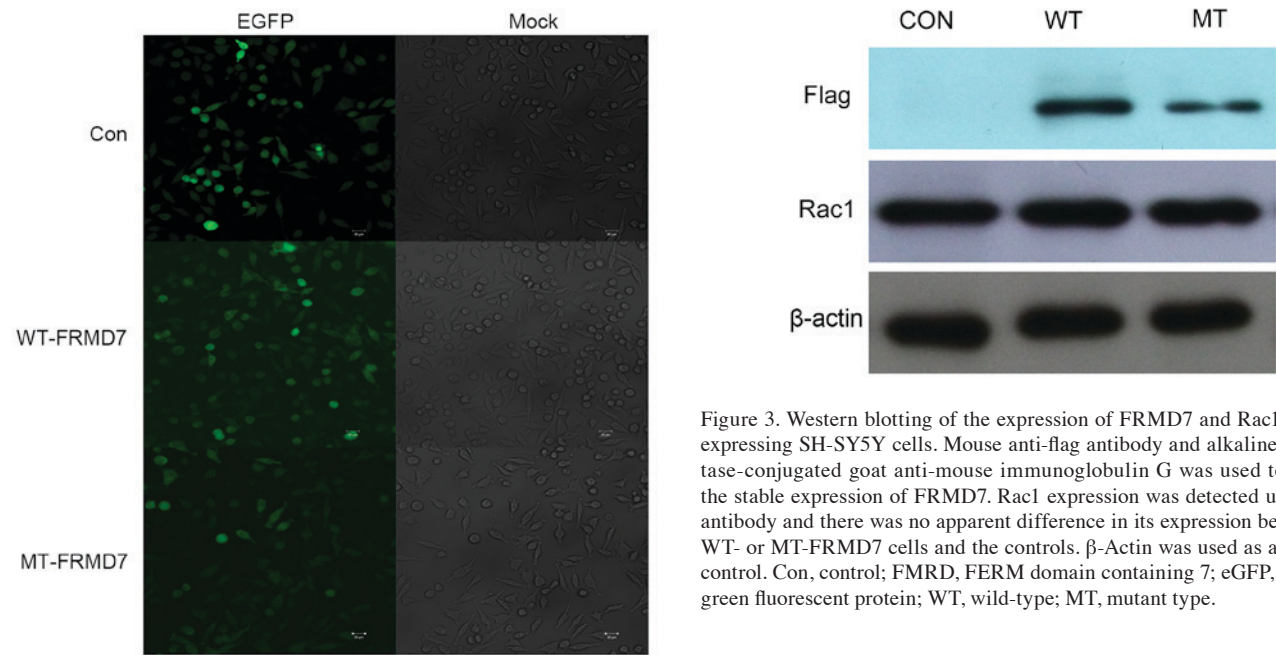 EGFP Mock
Con
WT-FRMD7
MT-FRMD7
CON WT MT
Flag
Rac1
β-actin
Figure 3. Western blotting of the expression of FRMD7 and Rac1
expressing SH-SY5Y cells. Mouse anti-flag antibody and alkaline
tase-conjugated goat anti-mouse immunoglobulin G was used to
the stable expression of FRMD7. Rac1 expression was detected u
antibody and there was no apparent difference in its expression be
WT- or MT-FRMD7 cells and the controls. β-Actin was used as a
control. Con, control; FMRD, FERM domain containing 7; eGFP,
green fluorescent protein; WT, wild-type; MT, mutant type.